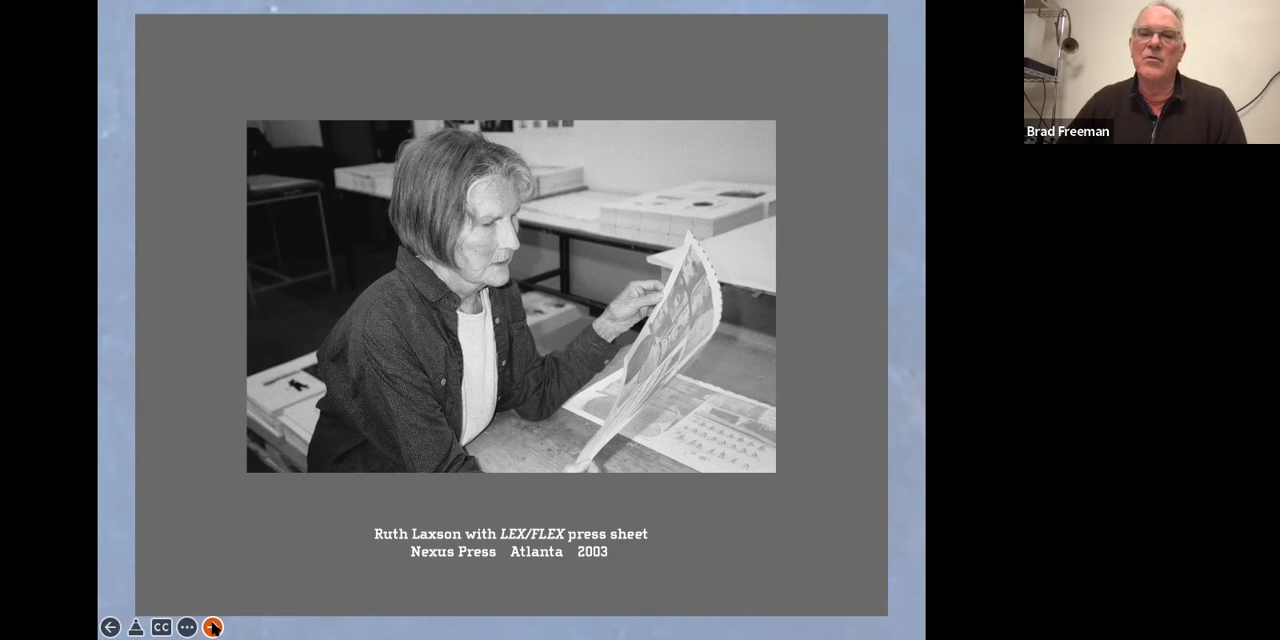 Brad Freeman
Ruth Laxson with LEX/FLEX press sheet
Nexus Press Atlanta 2003
CC